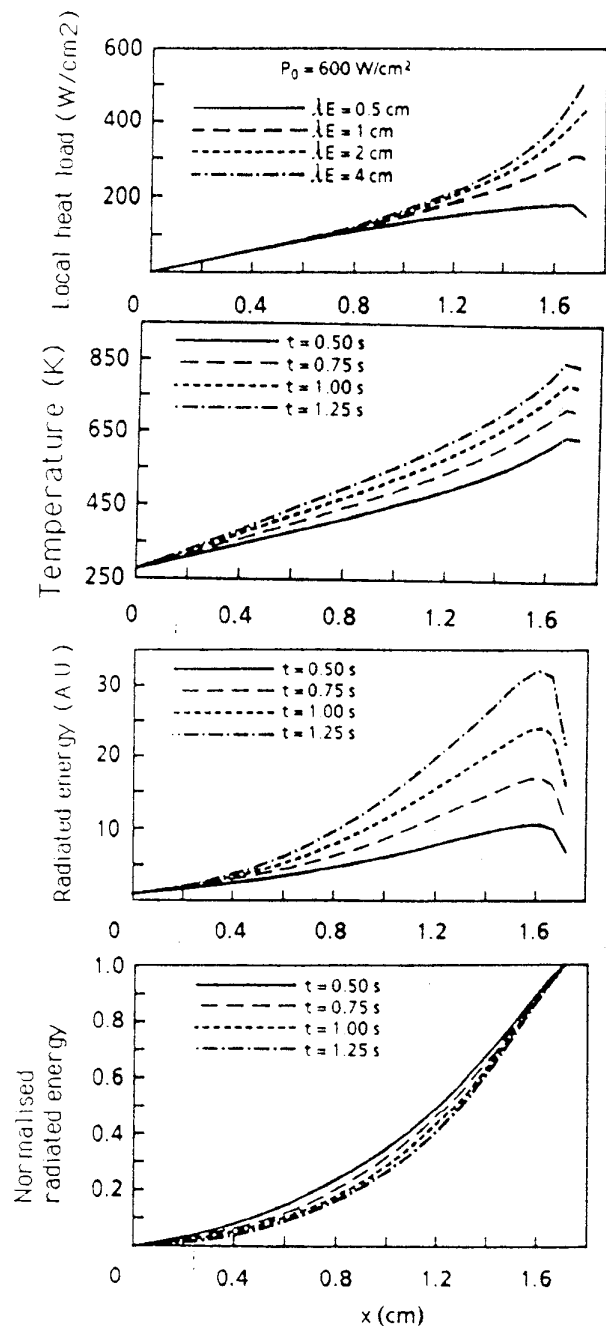 Local heat load (W/cm2)
600
400
200
P₀ = 600 W/cm²
λE = 0.5 cm
λE = 1 cm
λE = 2 cm
λE = 4 cm
0 0.4 0.8 1.2 1.6
Temperature (K)
850
650
450
250
t = 0.50 s
t = 0.75 s
t = 1.00 s
t = 1.25 s
0 0.4 0.8 1.2 1.6
Radiated energy (AU)
30
20
10
t = 0.50 s
t = 0.75 s
t = 1.00 s
t = 1.25 s
0 0.4 0.8 1.2 1.6
Normalised
radiated energy
1.0
0.8
0.6
0.4
0.2
t = 0.50 s
t = 0.75 s
t = 1.00 s
t = 1.25 s
0 0.4 0.8 1.2 1.6
x (cm)